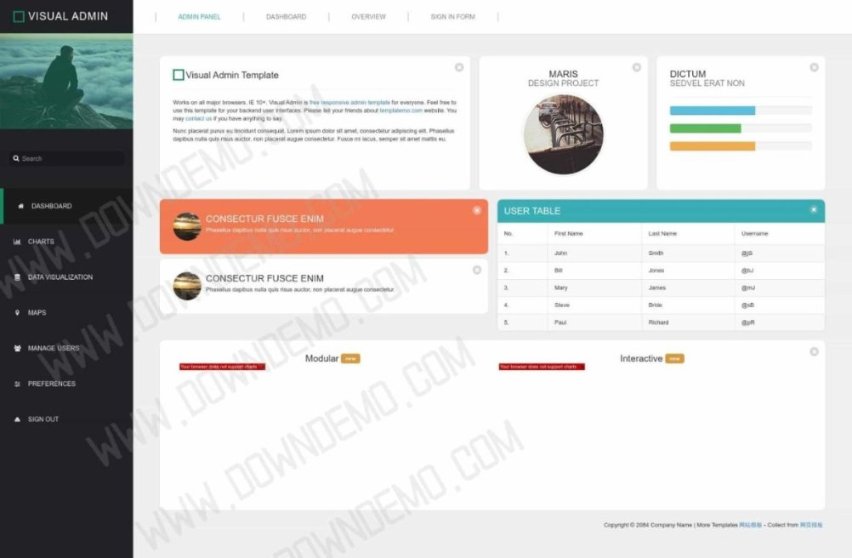 VISUAL ADMIN
ADMIN PANEL
DASHBOARD
OVERVIEW
SIGN IN FORM
Search
DASHBOARD
CHARTS
DATA VISUALIZATION
MAPS
MANAGE USERS
PREFERENCES
SIGN OUT
Visual Admin Template
Works on all major browsers. IE 10+. Visual Admin is free responsive admin template for everyone. Feel free to
use this template for your backend user interfaces. Please tell your friends about templatemo.com website. You
may contact us if you have anything to say.
Nunc placerat purus eu tincidunt consequat. Lorem ipsum dolor sit amet, consectetur adipiscing elit. Phasellus
dapibus nulla quis risus auctor, non placerat augue consectetur. Fusce mi lacus, semper sit amet mattis eu.
MARIS
DESIGN PROJECT
DICTUM
SEDVEL ERAT NON
CONSECTUR FUSCE ENIM
Phasellus dapibus nulla quis risus auctor, non placerat augue consectetur
CONSECTUR FUSCE ENIM
Phasellus dapibus nulla quis risus auctor, non placerat augue consectetur
USER TABLE
No. First Name Last Name Username
1. John Smith @jS
2. Bill Jones @bJ
3. Mary James @mJ
4. Steve Bride @sB
5. Paul Richard @pR
Modular new
Your browser does not support charts
Interactive new
Your browser does not support charts
Copyright © 2084 Company Name | More Templates 网站模板 - Collect from 网页模板
WWW.DOWNDEMO.COM
WWW.DOWNDEMO.COM
WWW.DOWNDEMO.COM
WWW.DOWNDEMO.COM